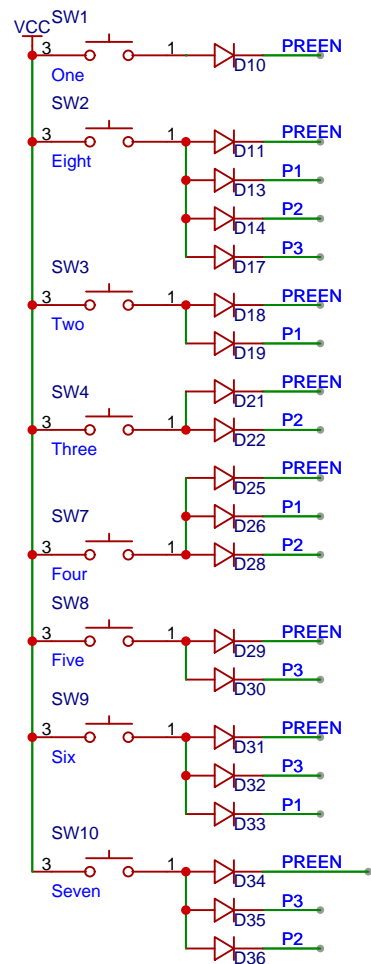 SW1
VCC
3 1 PREEN
One D10
SW2
3 1 PREEN
Eight D11
P1
D13
P2
D14
P3
D17
SW3
3 1 PREEN
Two D18
P1
D19
SW4
PREEN
D21
3 1 P2
Three D22
PREEN
D25
SW7
P1
D26
3 1 P2
Four D28
SW8
3 1 PREEN
Five D29
P3
D30
SW9
3 1 PREEN
Six D31
P3
D32
P1
D33
SW10
3 1 PREEN
Seven D34
P3
D35
P2
D36